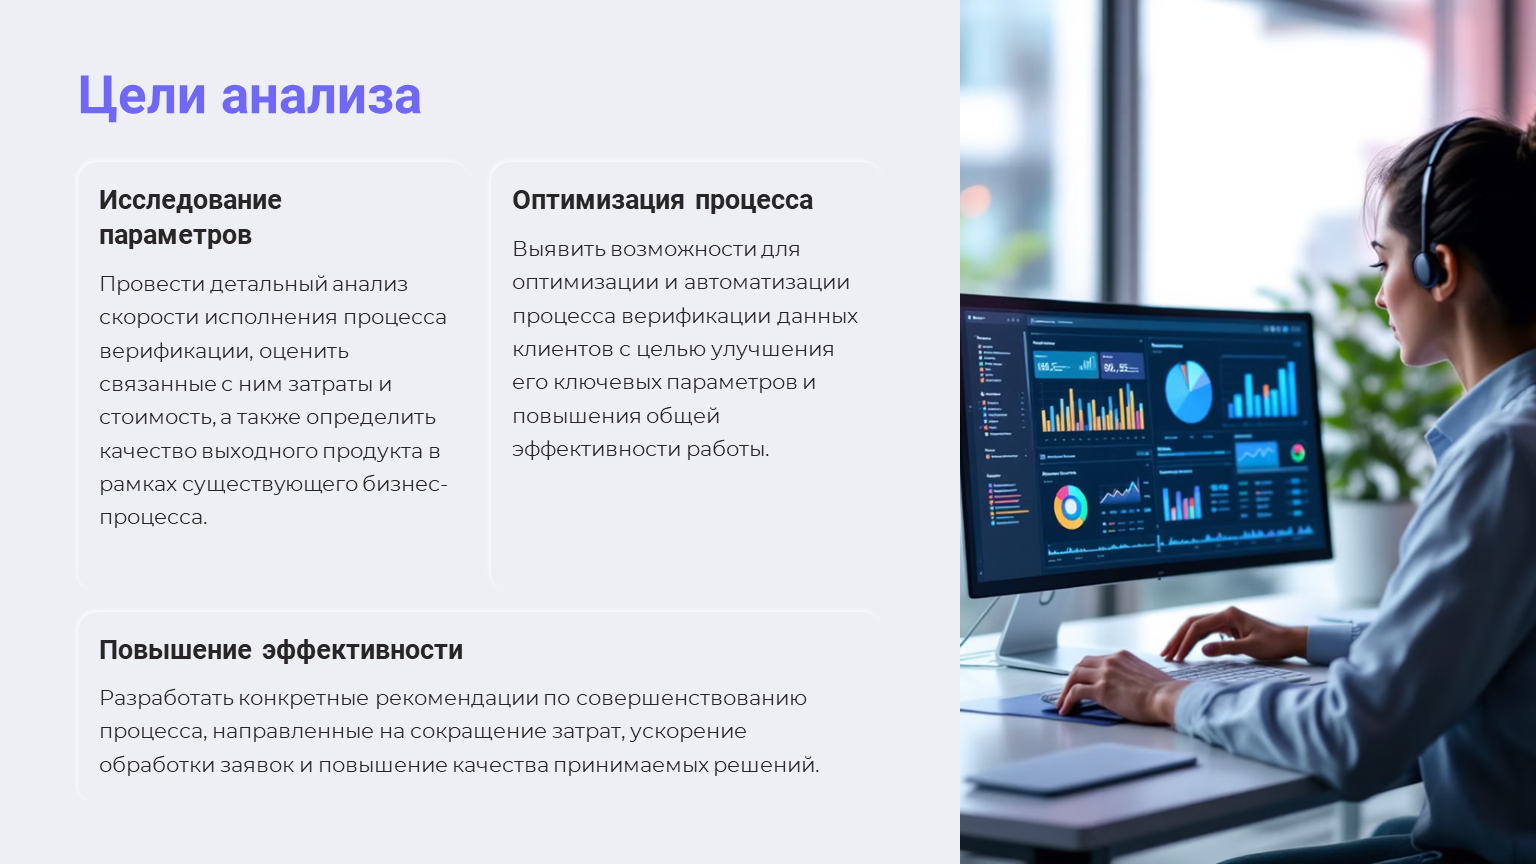 Цели анализа
Исследование
параметров
Провести детальный анализ
скорости исполнения процесса
верификации, оценить
связанные с ним затраты и
стоимость, а также определить
качество выходного продукта в
рамках существующего бизнес-
процесса.
Оптимизация процесса
Выявить возможности для
оптимизации и автоматизации
процесса верификации данных
клиентов с целью улучшения
его ключевых параметров и
повышения общей
эффективности работы.
Повышение эффективности
Разработать конкретные рекомендации по совершенствованию
процесса, направленные на сокращение затрат, ускорение
обработки заявок и повышение качества принимаемых решений.